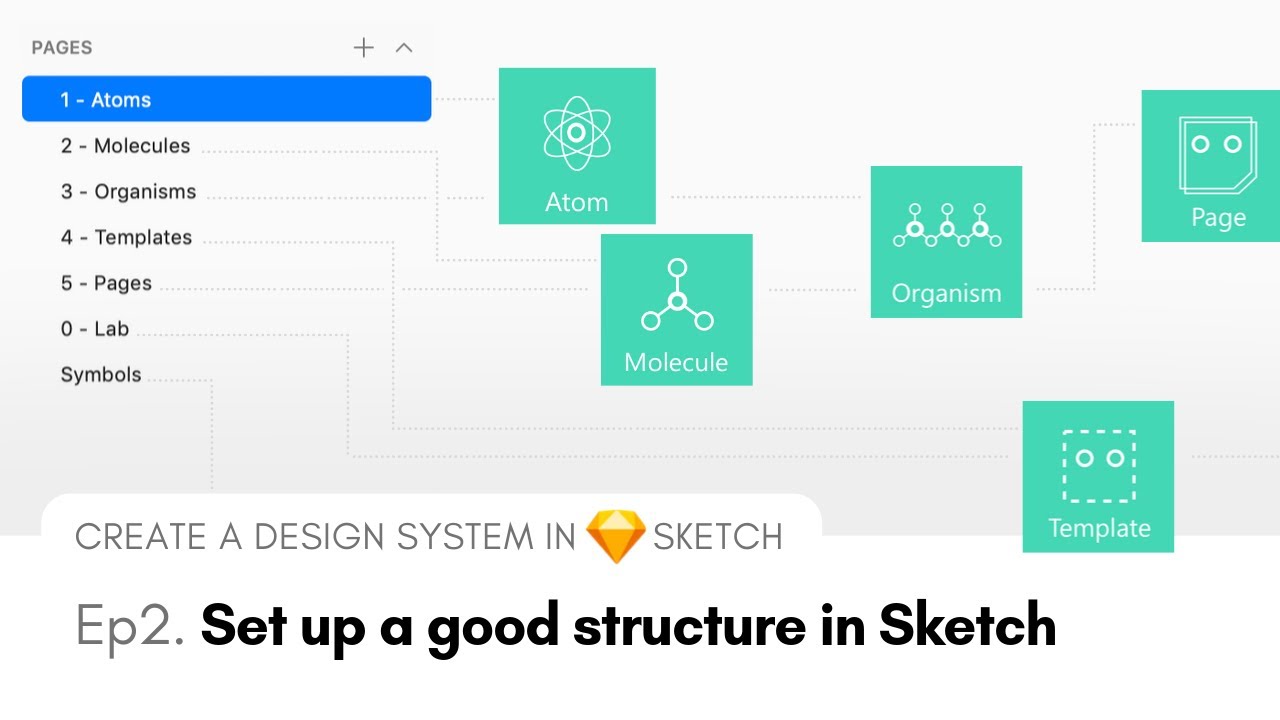 PAGES
1 - Atoms
2 - Molecules
3 - Organisms
4 - Templates
5 - Pages
0 - Lab
Symbols
Atom
Molecule
Organism
Page
Template
CREATE A DESIGN SYSTEM IN SKETCH
Ep2. Set up a good structure in Sketch